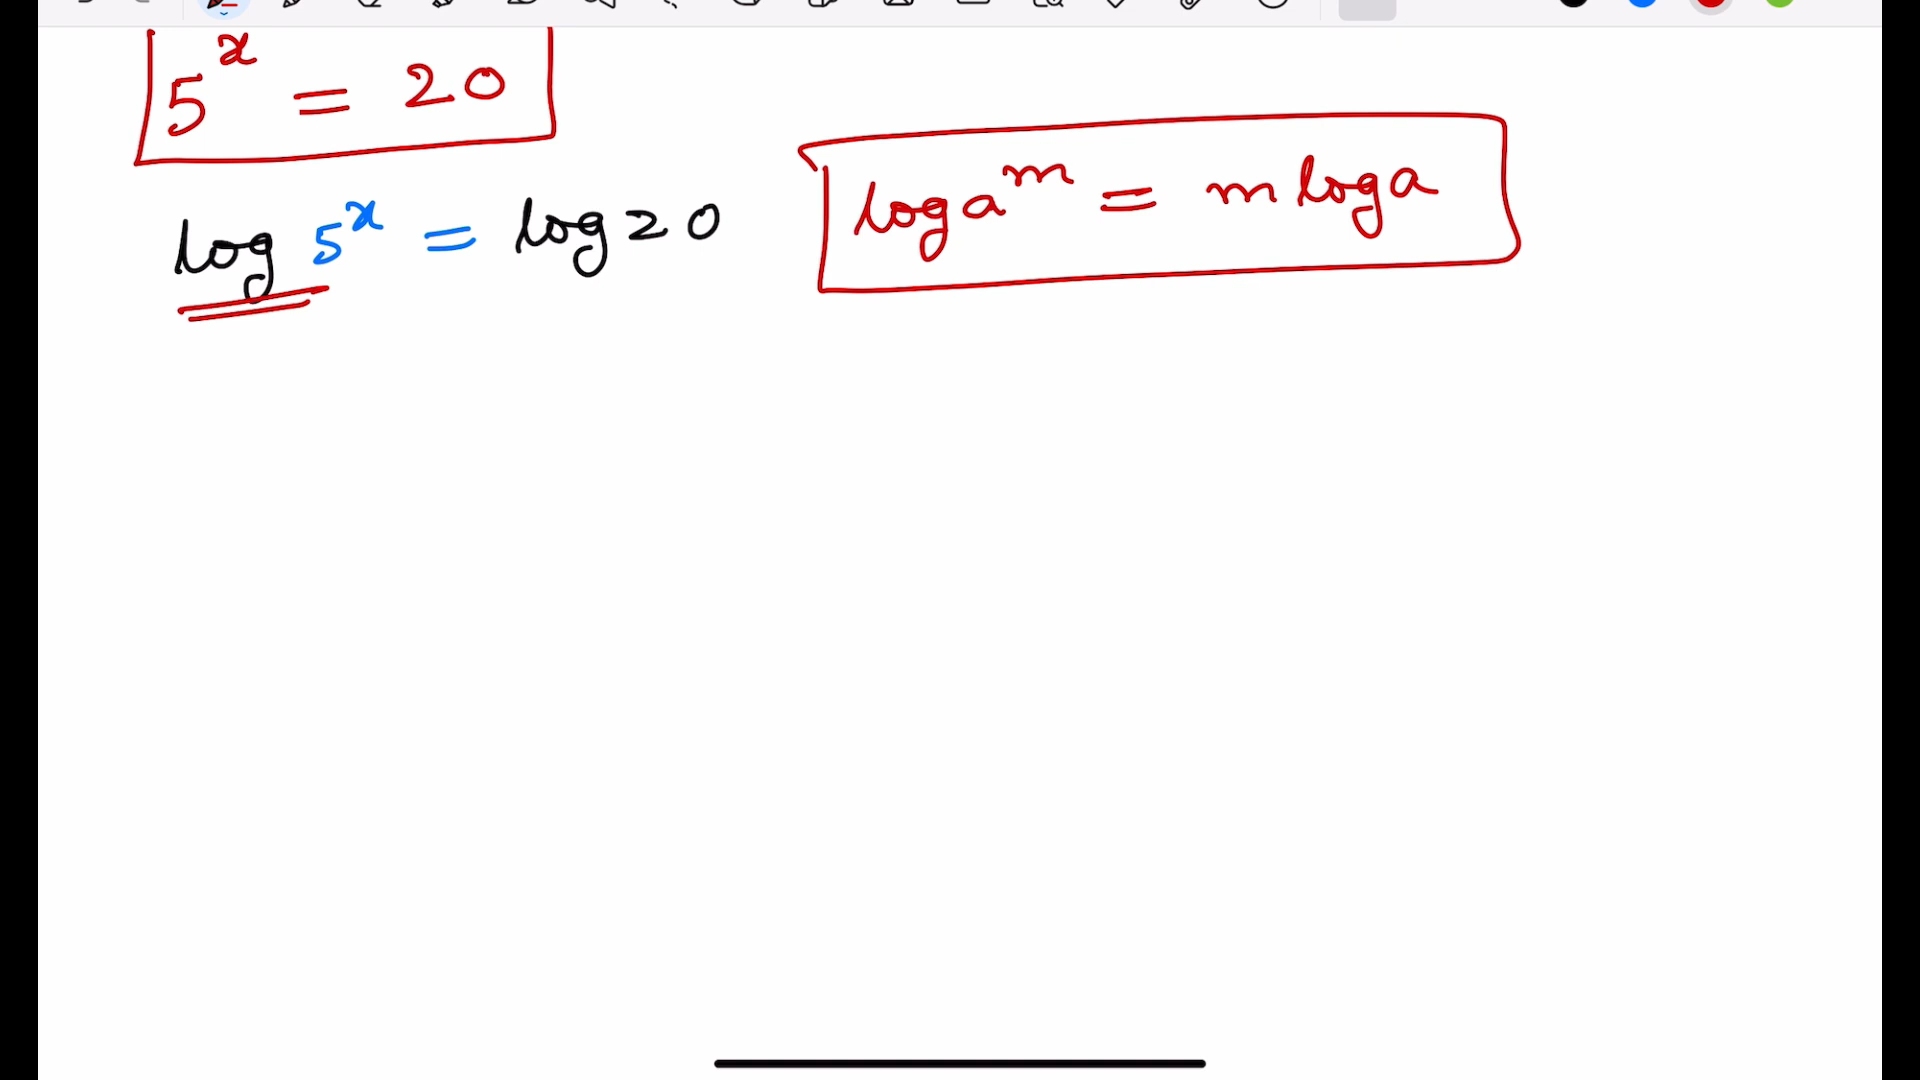 5^x = 20
log 5^x = log 20
log a^m = m log a